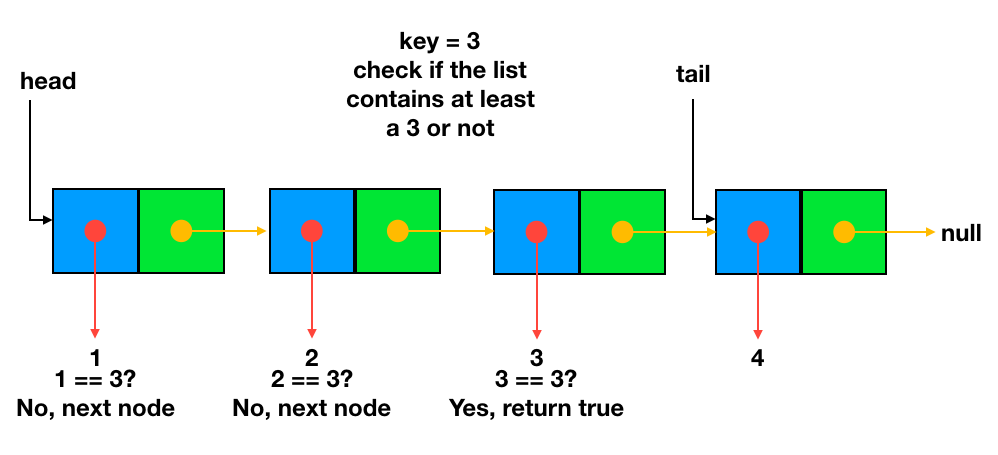 key = 3
check if the list
contains at least
a 3 or not
head
tail
null
1
1 == 3?
No, next node
2
2 == 3?
No, next node
3
3 == 3?
Yes, return true
4